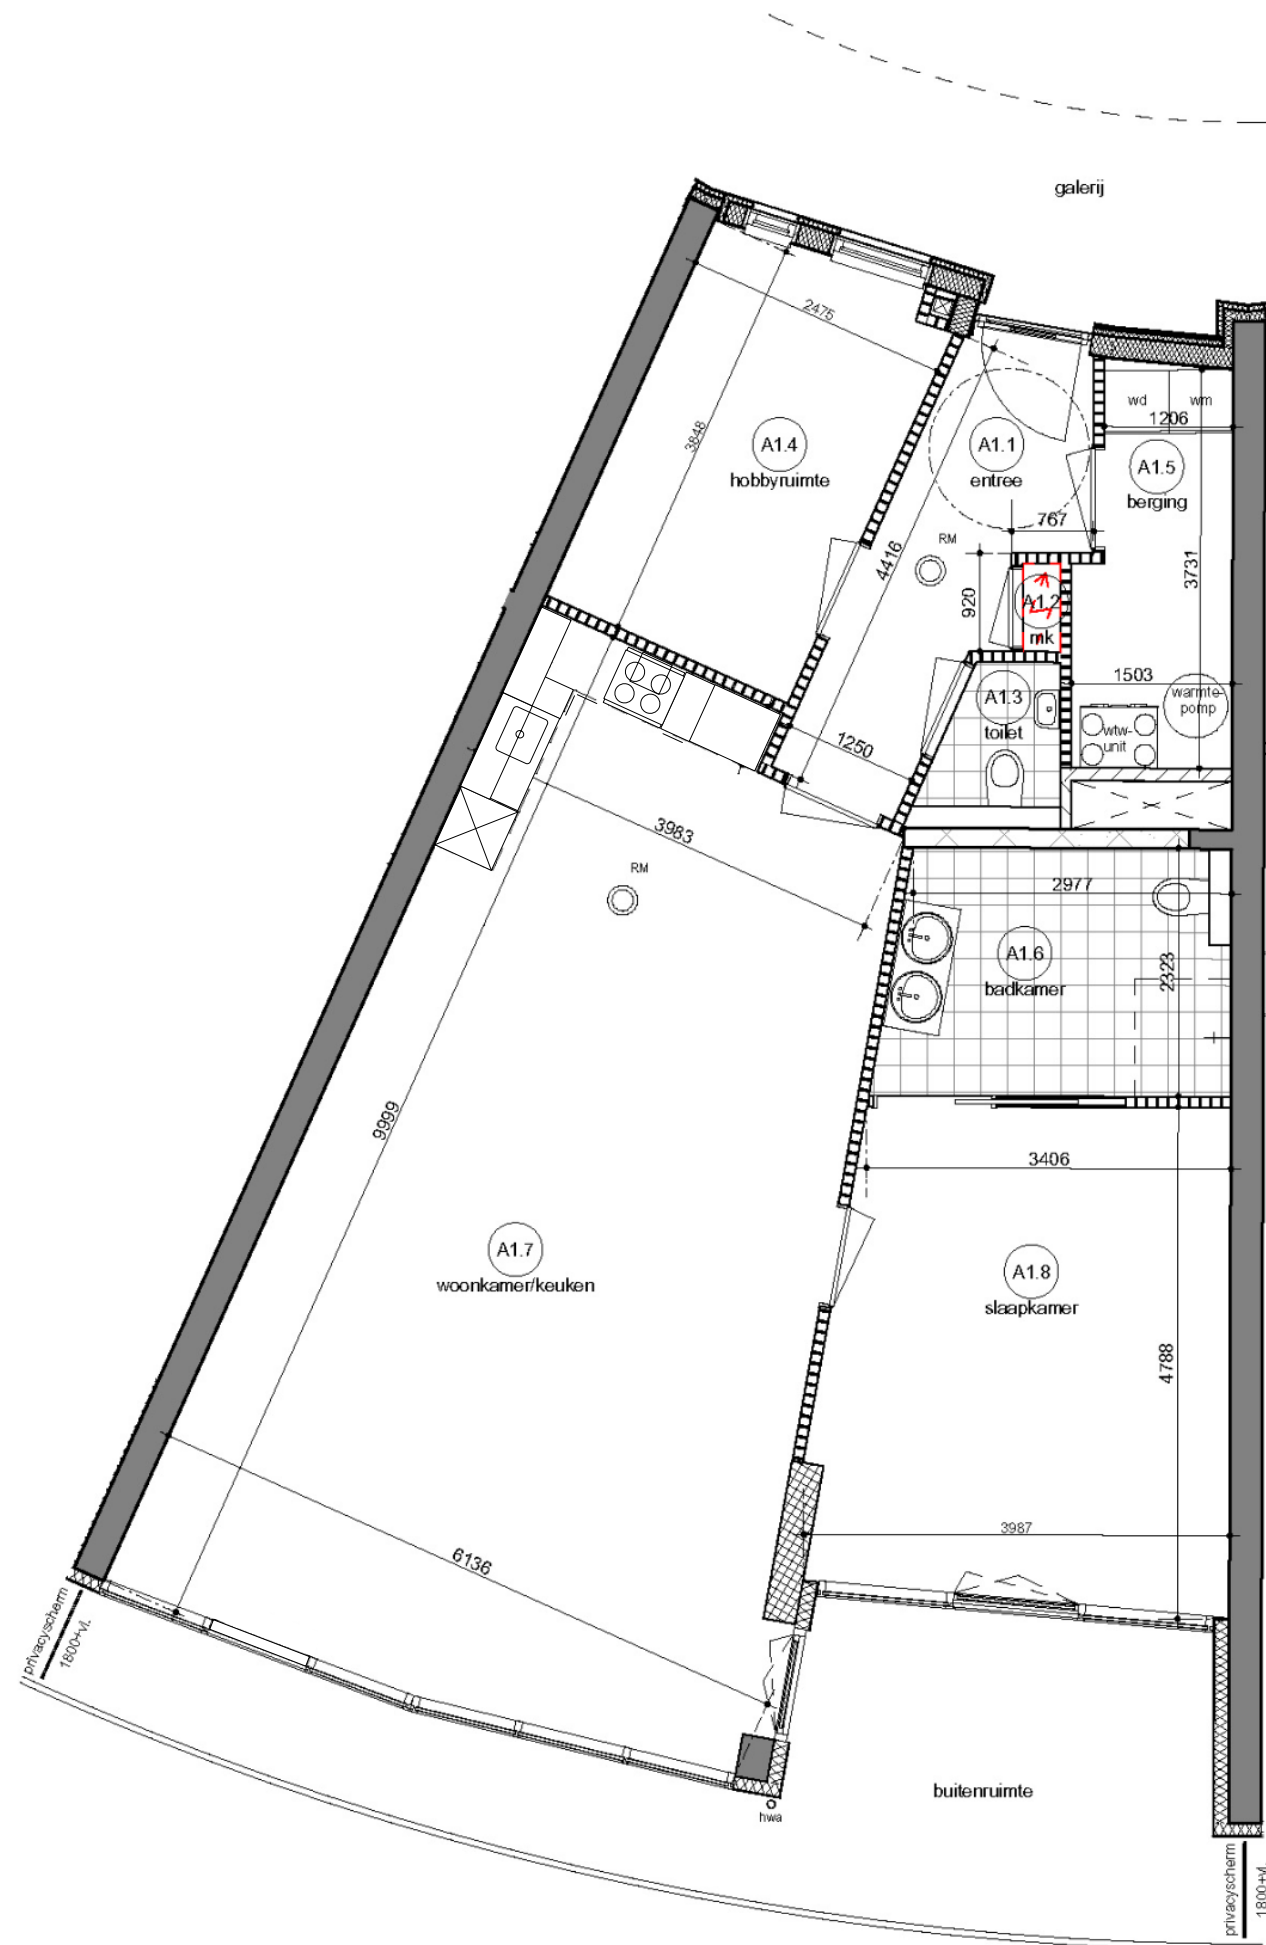 galerij
2475
3848
A1.4
hobbyruimte
A1.1
entree
wd
wm
1206
A1.5
berging
767
RM
4416
920
3731
A1.2
mk
1503
warmte-
pomp
A1.3
toilet
wtw-
unit
1250
3983
RM
2977
A1.6
badkamer
2323
9999
3406
A1.7
woonkamer/keuken
A1.8
slaapkamer
4788
3987
6136
privacyscherm
1800+vl.
buitenruimte
hwa
privacyscherm
1800+vl.